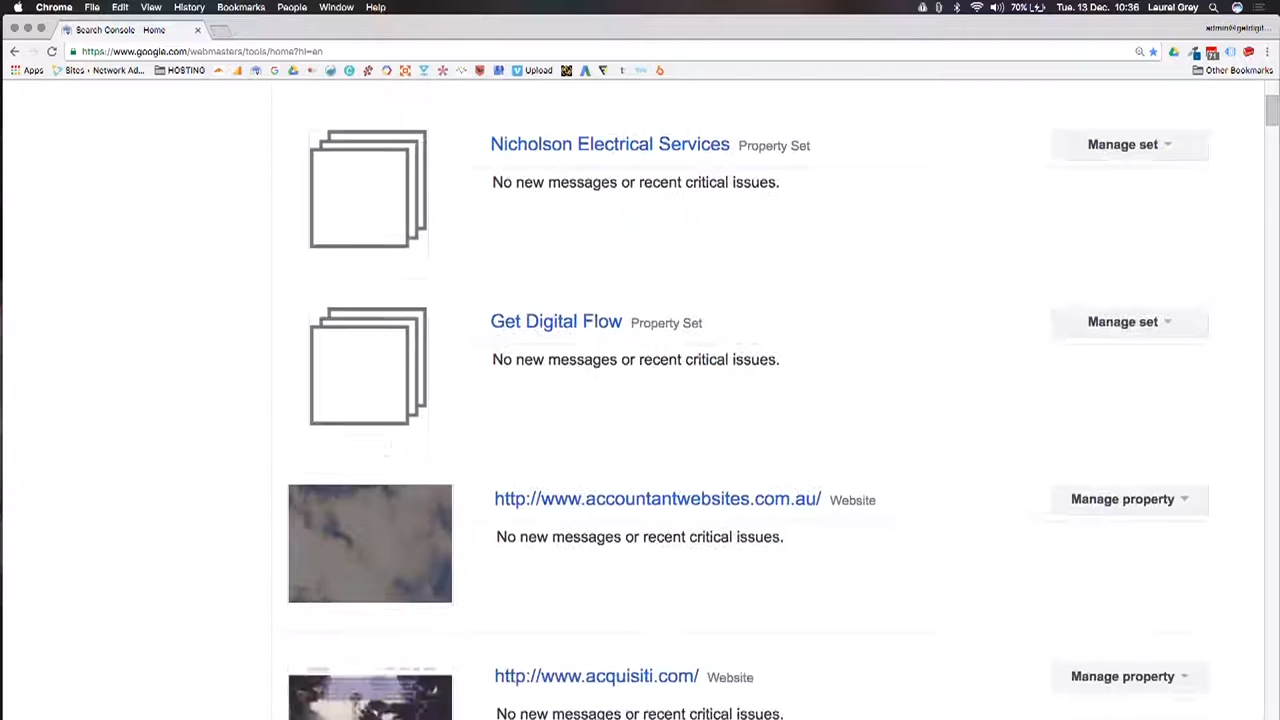 Chrome File Edit View History Bookmarks People Window Help 70% Tue. 13 Dec. 10:36 Laurel Grey
Search Console Home
https://www.google.com/webmasters/tools/home?hl=en
Apps Sites - Network Ad... HOSTING Upload Other Bookmarks
Nicholson Electrical Services Property Set Manage set
No new messages or recent critical issues.
Get Digital Flow Property Set Manage set
No new messages or recent critical issues.
http://www.accountantwebsites.com.au/ Website Manage property
No new messages or recent critical issues.
http://www.acquisiti.com/ Website Manage property
No new messages or recent critical issues.